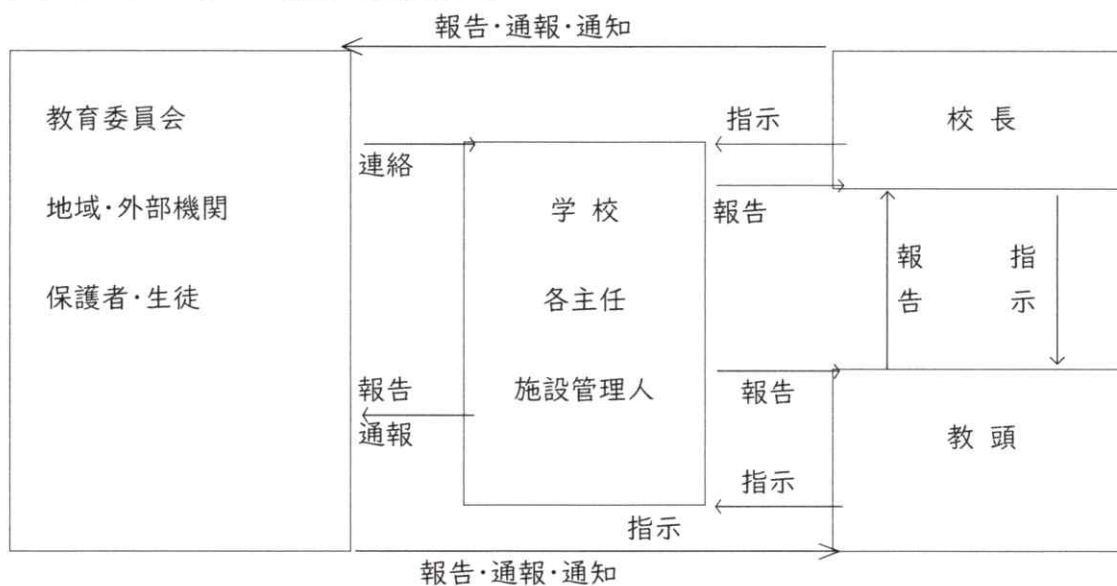 報告・通報・通知
教育委員会
地域・外部機関
保護者・生徒
連絡
報告
通報
学 校
各主任
施設管理人
指示
報告
報告
指示
校 長
報告
指示
教 頭
指示
報告・通報・通知